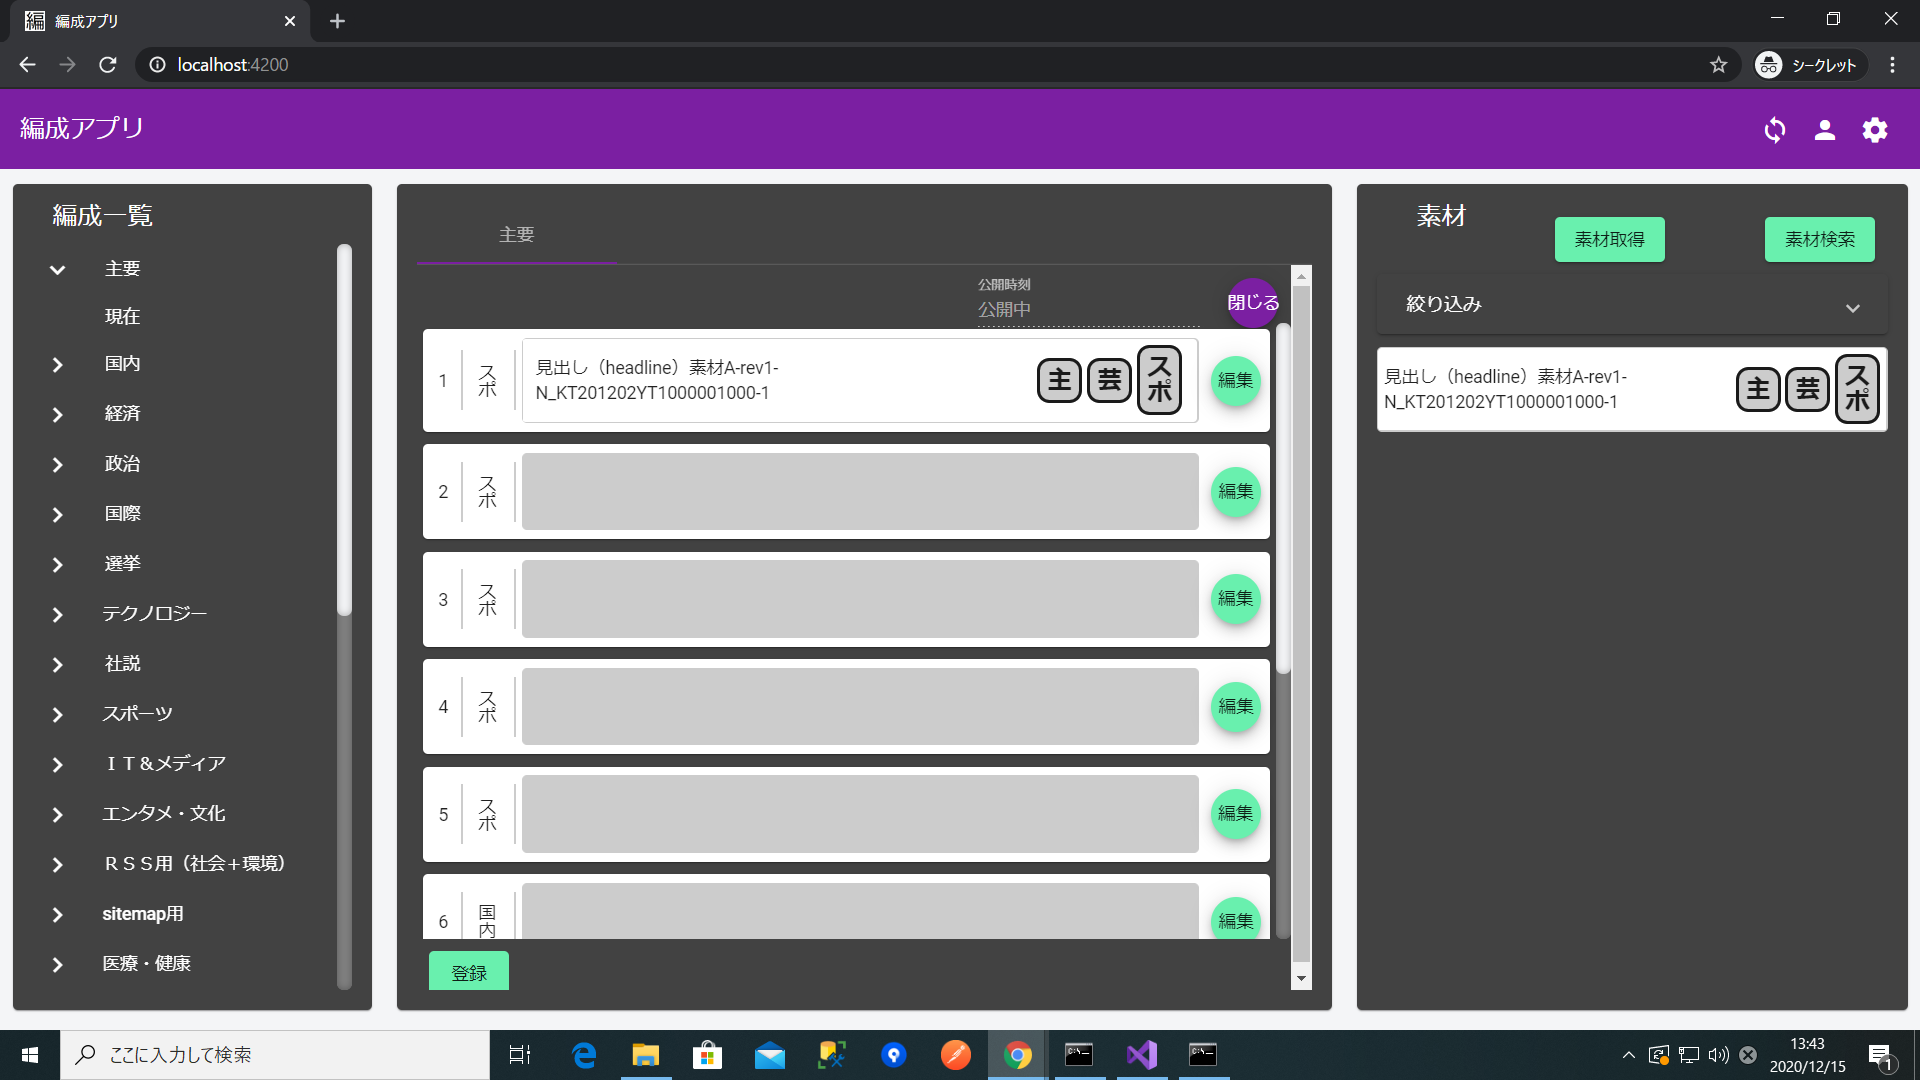 編成アプリ
localhost:4200
シークレット
編成アプリ
編成一覧
主要
現在
国内
経済
政治
国際
選挙
テクノロジー
社説
スポーツ
ＩＴ＆メディア
エンタメ・文化
ＲＳＳ用（社会＋環境）
sitemap用
医療・健康
主要
公開時刻
公開中
閉じる
1
スポ
見出し（headline）素材A-rev1-
N_KT201202YT1000001000-1
主
芸
スポ
編集
2
スポ
編集
3
スポ
編集
4
スポ
編集
5
スポ
編集
6
国内
編集
登録
素材
素材取得
素材検索
絞り込み
見出し（headline）素材A-rev1-
N_KT201202YT1000001000-1
主
芸
スポ
ここに入力して検索
C:\_
C:\_
13:43
2020/12/15
1